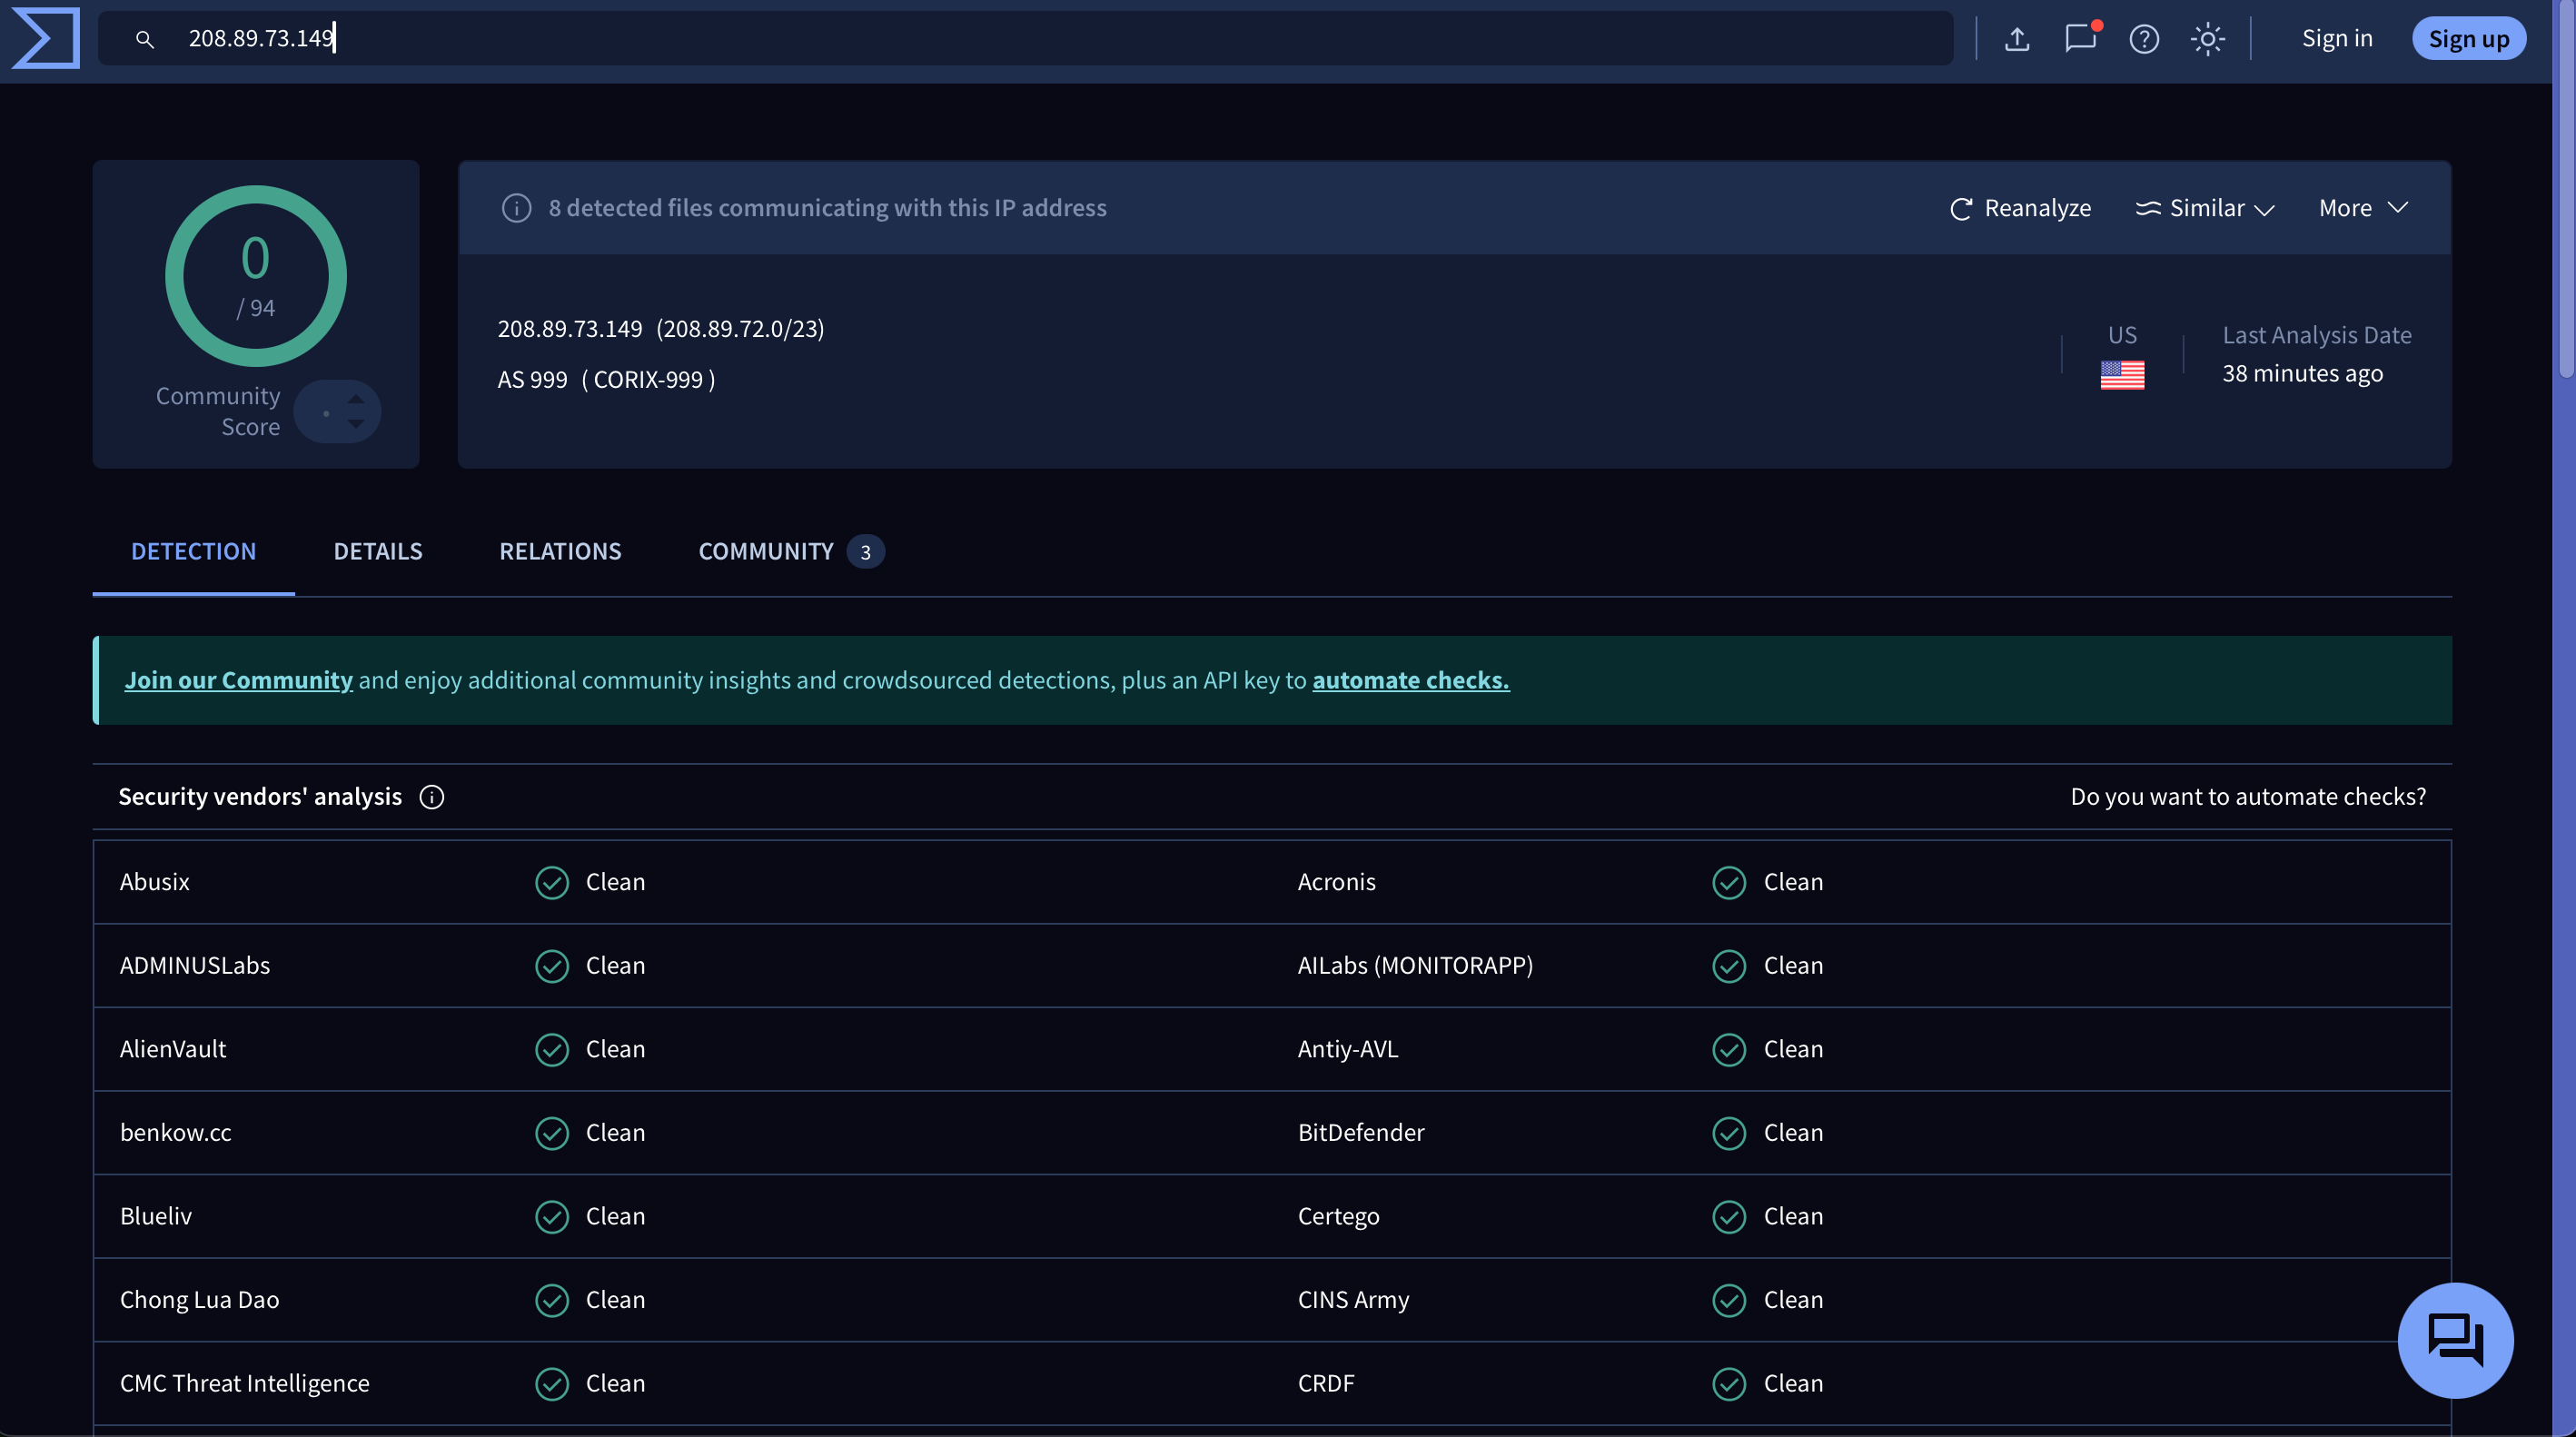 208.89.73.149
Sign in
Sign up
0
/ 94
Community
Score
8 detected files communicating with this IP address
Reanalyze
Similar
More
208.89.73.149 (208.89.72.0/23)
AS 999 ( CORIX-999 )
US
Last Analysis Date
38 minutes ago
DETECTION
DETAILS
RELATIONS
COMMUNITY 3
Join our Community and enjoy additional community insights and crowdsourced detections, plus an API key to automate checks.
Security vendors' analysis
Do you want to automate checks?
Abusix Clean Acronis Clean
ADMINUSLabs Clean AILabs (MONITORAPP) Clean
AlienVault Clean Antiy-AVL Clean
benkow.cc Clean BitDefender Clean
Blueliv Clean Certego Clean
Chong Lua Dao Clean CINS Army Clean
CMC Threat Intelligence Clean CRDF Clean